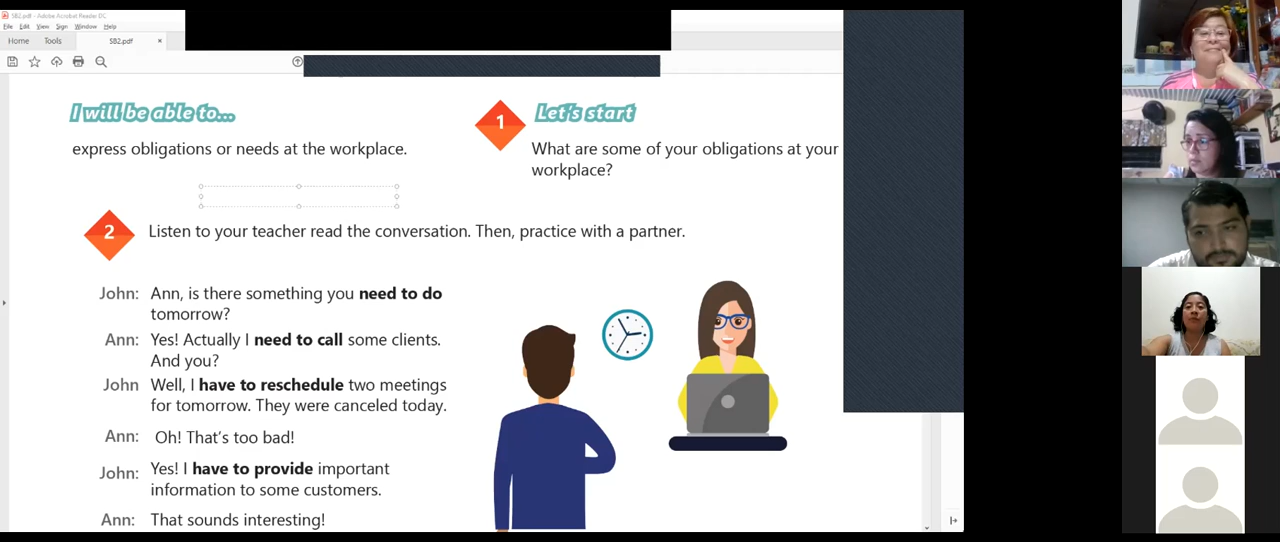 SB2.pdf - Adobe Acrobat Reader DC
File Edit View Sign Window Help
Home Tools SB2.pdf ×
I will be able to...
express obligations or needs at the workplace.
1 Let's start
What are some of your obligations at your
workplace?
2 Listen to your teacher read the conversation. Then, practice with a partner.
John: Ann, is there something you need to do
tomorrow?
Ann: Yes! Actually I need to call some clients.
And you?
John Well, I have to reschedule two meetings
for tomorrow. They were canceled today.
Ann: Oh! That's too bad!
John: Yes! I have to provide important
information to some customers.
Ann: That sounds interesting!